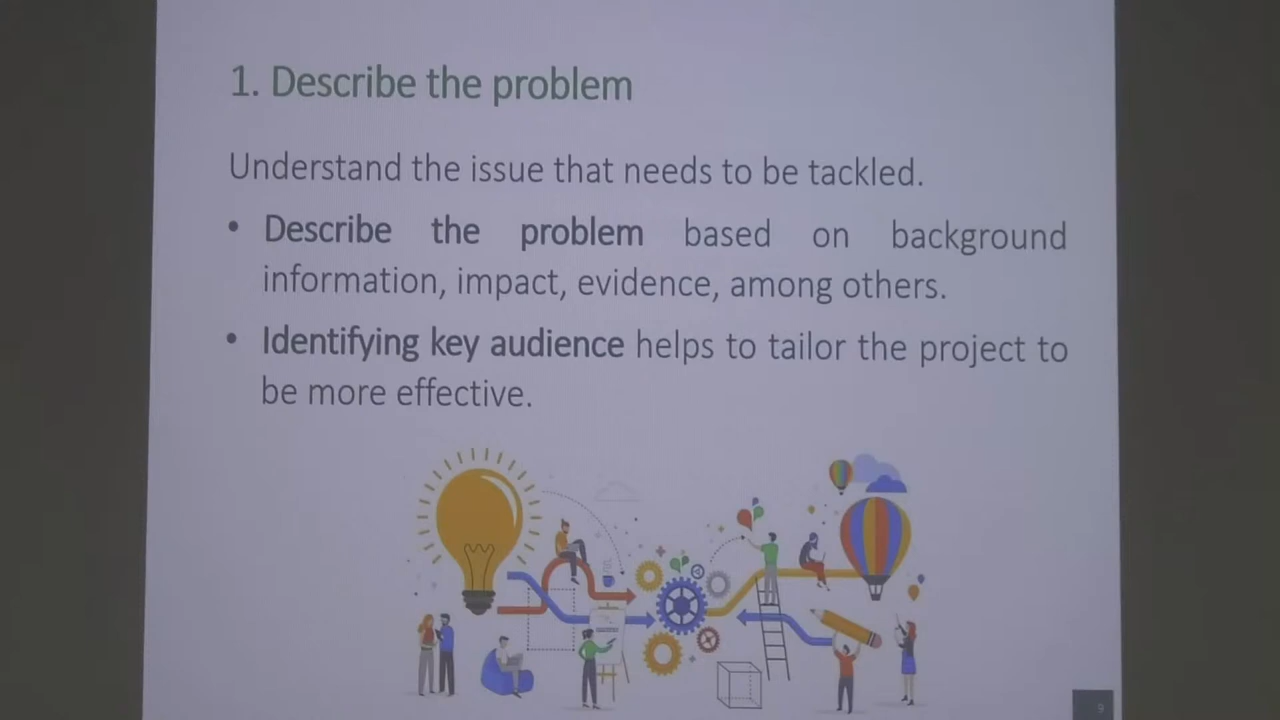 1. Describe the problem
Understand the issue that needs to be tackled.
• Describe the problem based on background
information, impact, evidence, among others.
• Identifying key audience helps to tailor the project to
be more effective.
9